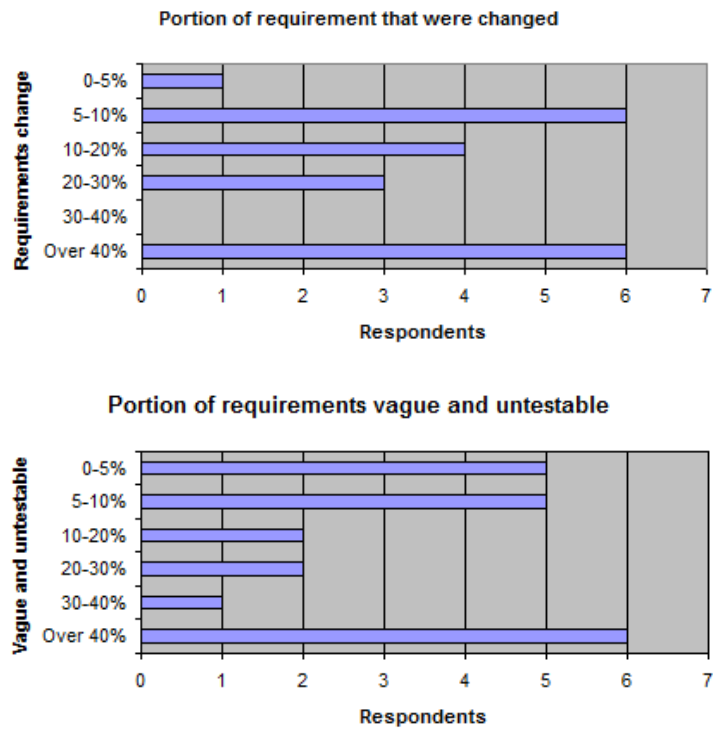 Portion of requirement that were changed
Requirements change
0-5%
5-10%
10-20%
20-30%
30-40%
Over 40%
0 1 2 3 4 5 6 7
Respondents
Portion of requirements vague and untestable
Vague and untestable
0-5%
5-10%
10-20%
20-30%
30-40%
Over 40%
0 1 2 3 4 5 6 7
Respondents